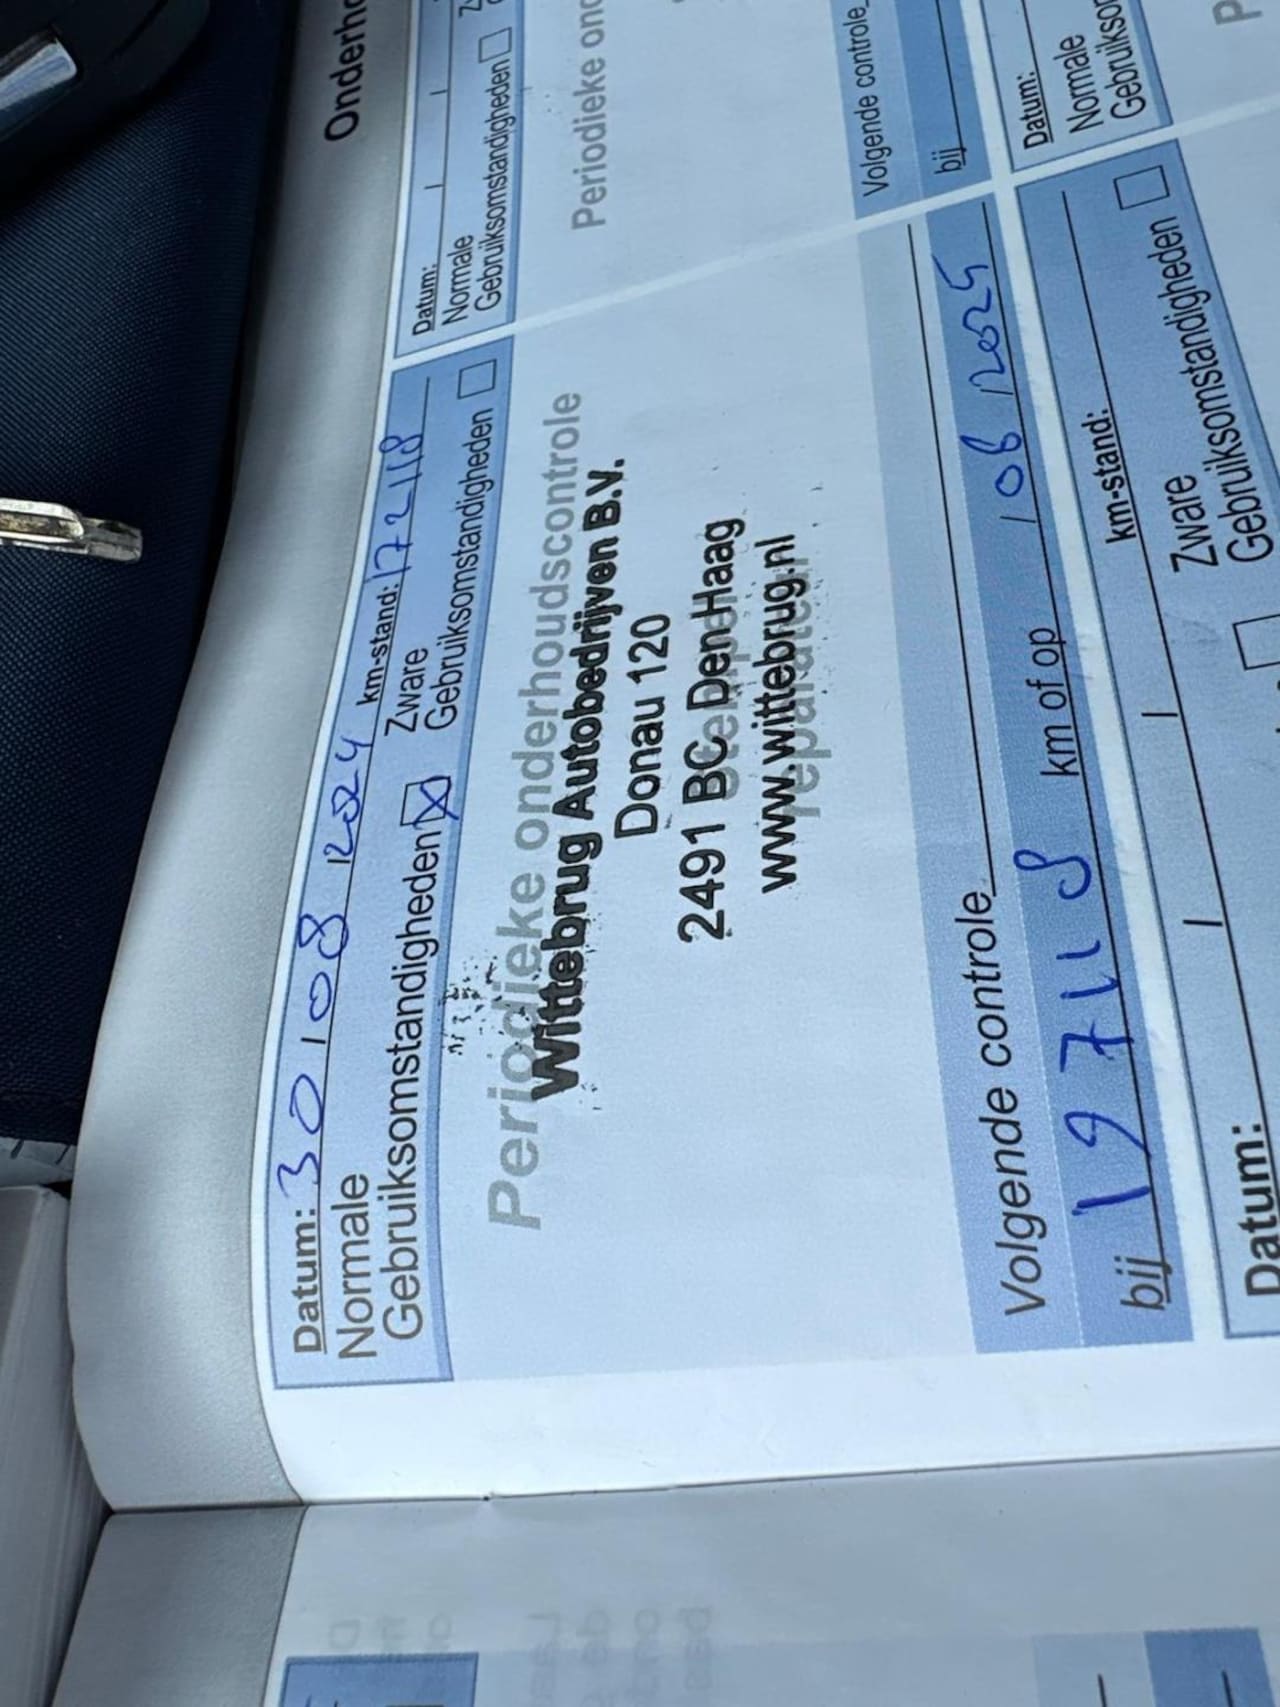 Datum: 30 / 08 / 2024 km-stand: 172118
Normale
Gebruiksomstandigheden
Zware
Gebruiksomstandigheden
Periodieke onderhoudscontrole
Wittebrug Autobedrijven B.V.
Donau 120
2491 BC Den Haag
www.wittebrug.nl
Volgende controle
bij 197118 km of op / 08 / 2025
Datum: / /
Normale
Gebruiksomstandigheden
Volgende controle
bij
Datum: / / km-stand:
Zware
Gebruiksomstandigheden
Datum:
Normale